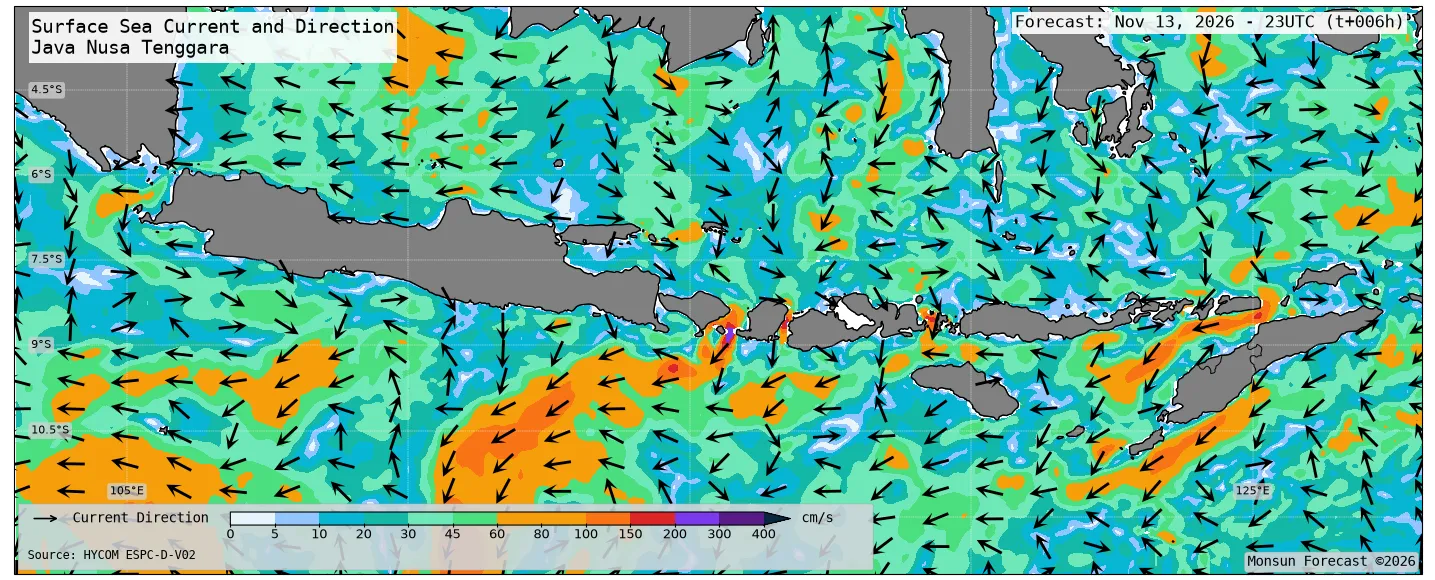 Surface Sea Current and Direction
Java Nusa Tenggara
Forecast: Nov 13, 2026 - 23UTC (t+006h)
4.5°S
6°S
7.5°S
9°S
10.5°S
105°E
125°E
Current Direction
0 5 10 20 30 45 60 80 100 150 200 300 400 cm/s
Source: HYCOM ESPC-D-V02
Monsun Forecast ©2026